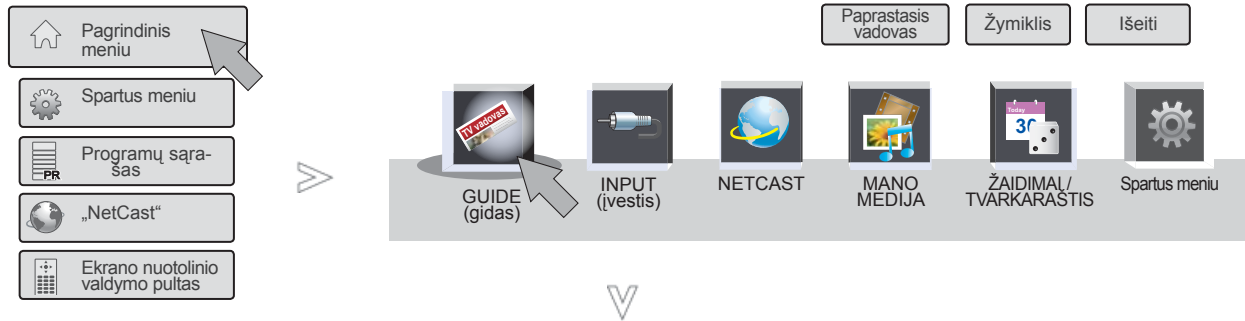 Pagrindinis
meniu
Spartus meniu
Programų sąra-
šas
PR
„NetCast“
Ekrano nuotolinio
valdymo pultas
Paprastasis
vadovas
Žymiklis
Išeiti
TV vadovas
Today
30
GUIDE
(gidas)
INPUT
(įvestis)
NETCAST
MANO
MEDIJA
ŽAIDIMAI,/
TVARKARAŠTIS
Spartus meniu